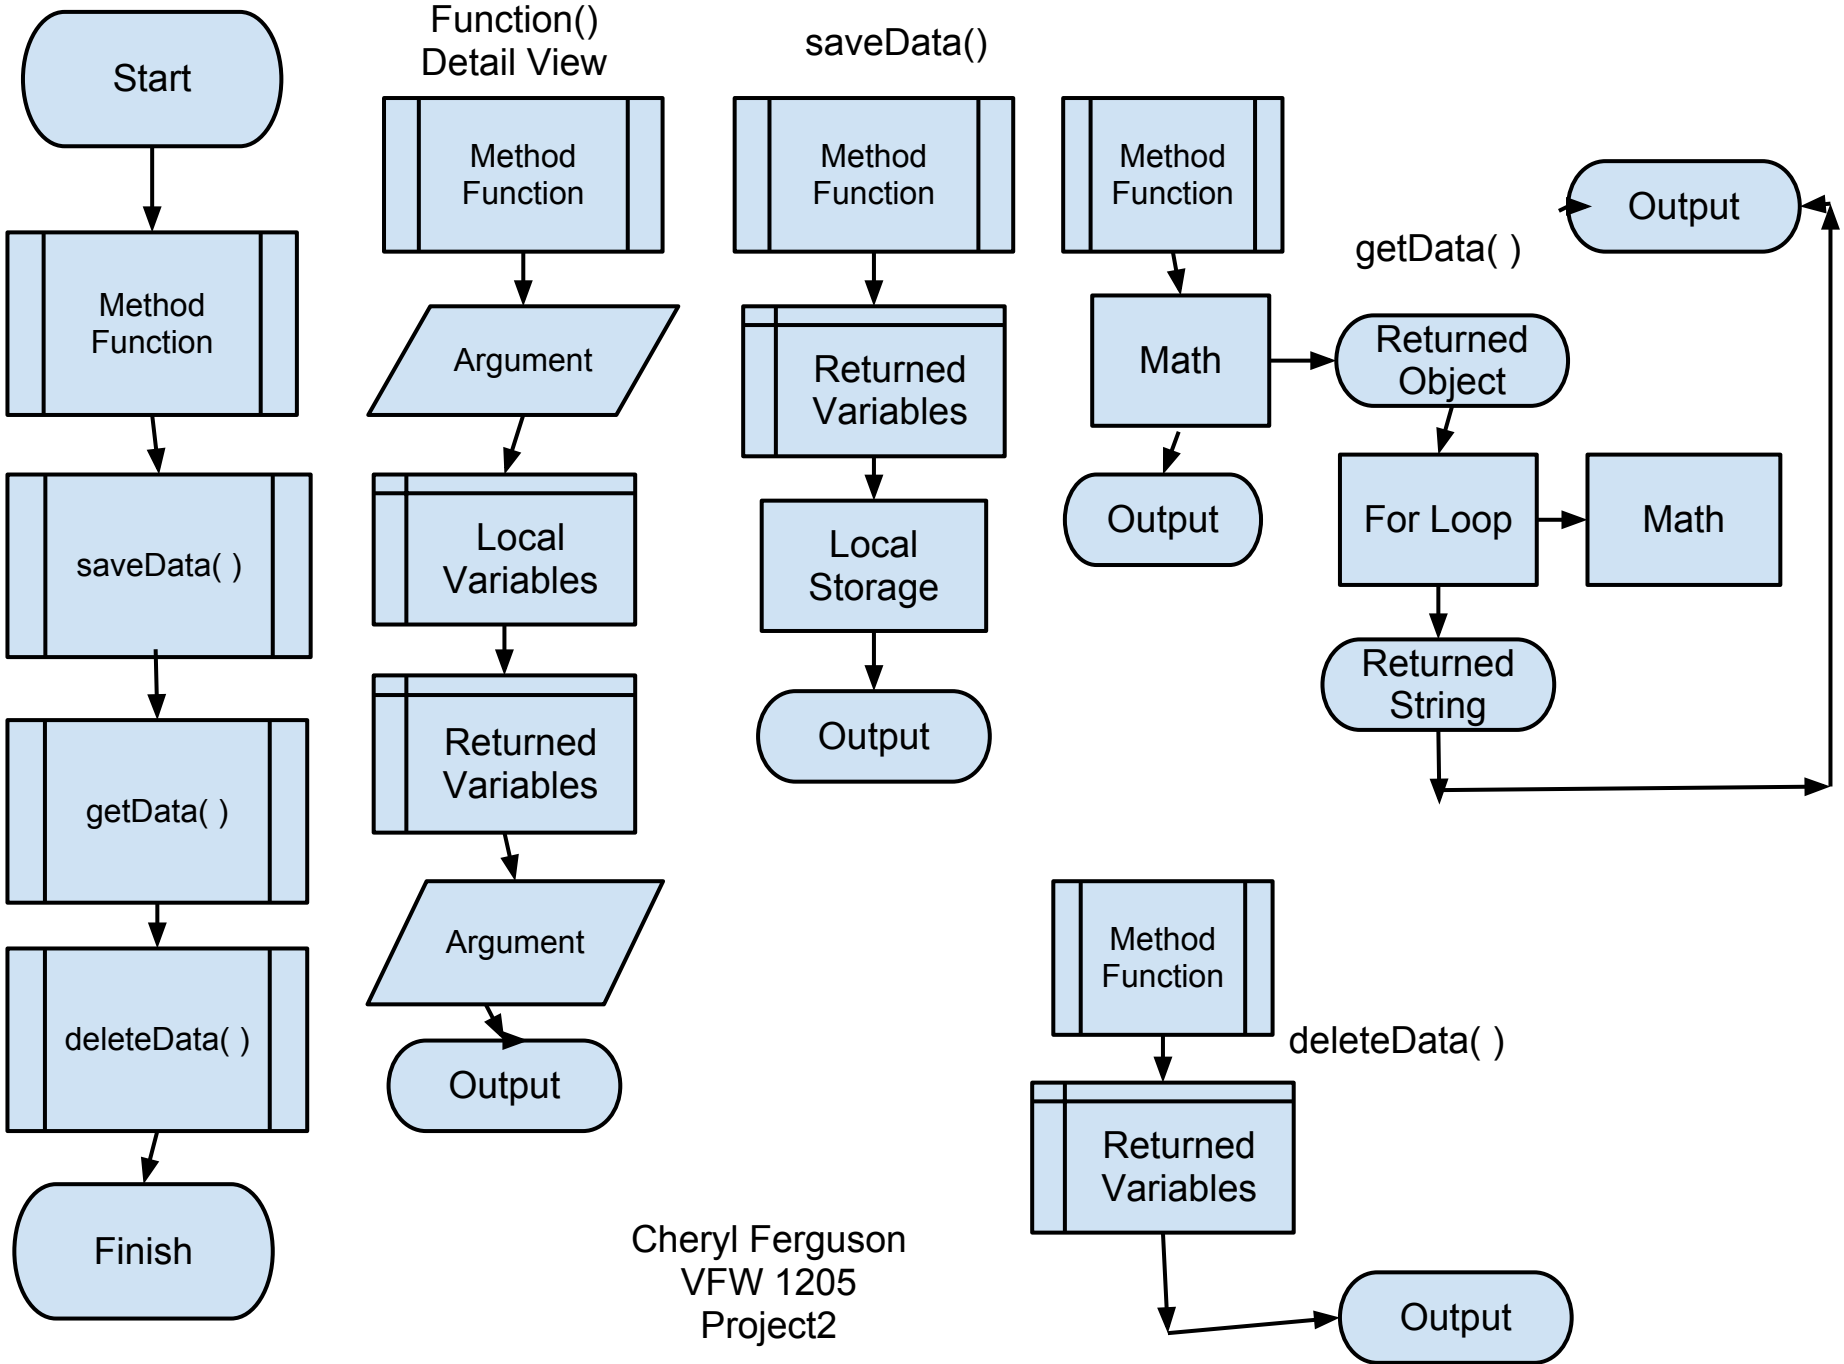 Start
Method
Function
saveData( )
getData( )
deleteData( )
Finish
Function()
Detail View
Method
Function
Argument
Local
Variables
Returned
Variables
Argument
Output
saveData()
Method
Function
Returned
Variables
Local
Storage
Output
Method
Function
Math
Output
getData( )
Returned
Object
For Loop
Math
Returned
String
Output
Method
Function
deleteData( )
Returned
Variables
Output
Cheryl Ferguson
VFW 1205
Project2